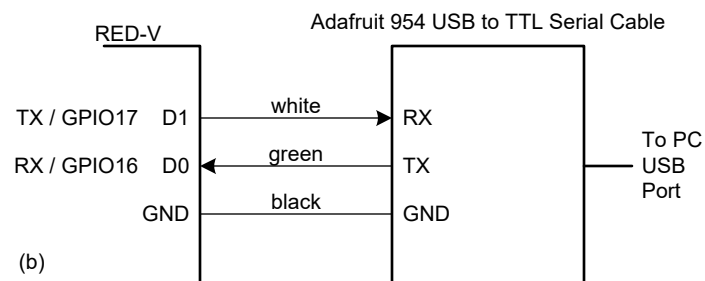 RED-V
Adafruit 954 USB to TTL Serial Cable
TX / GPIO17 D1 white RX
RX / GPIO16 D0 green TX
GND black GND
To PC
USB
Port
(b)